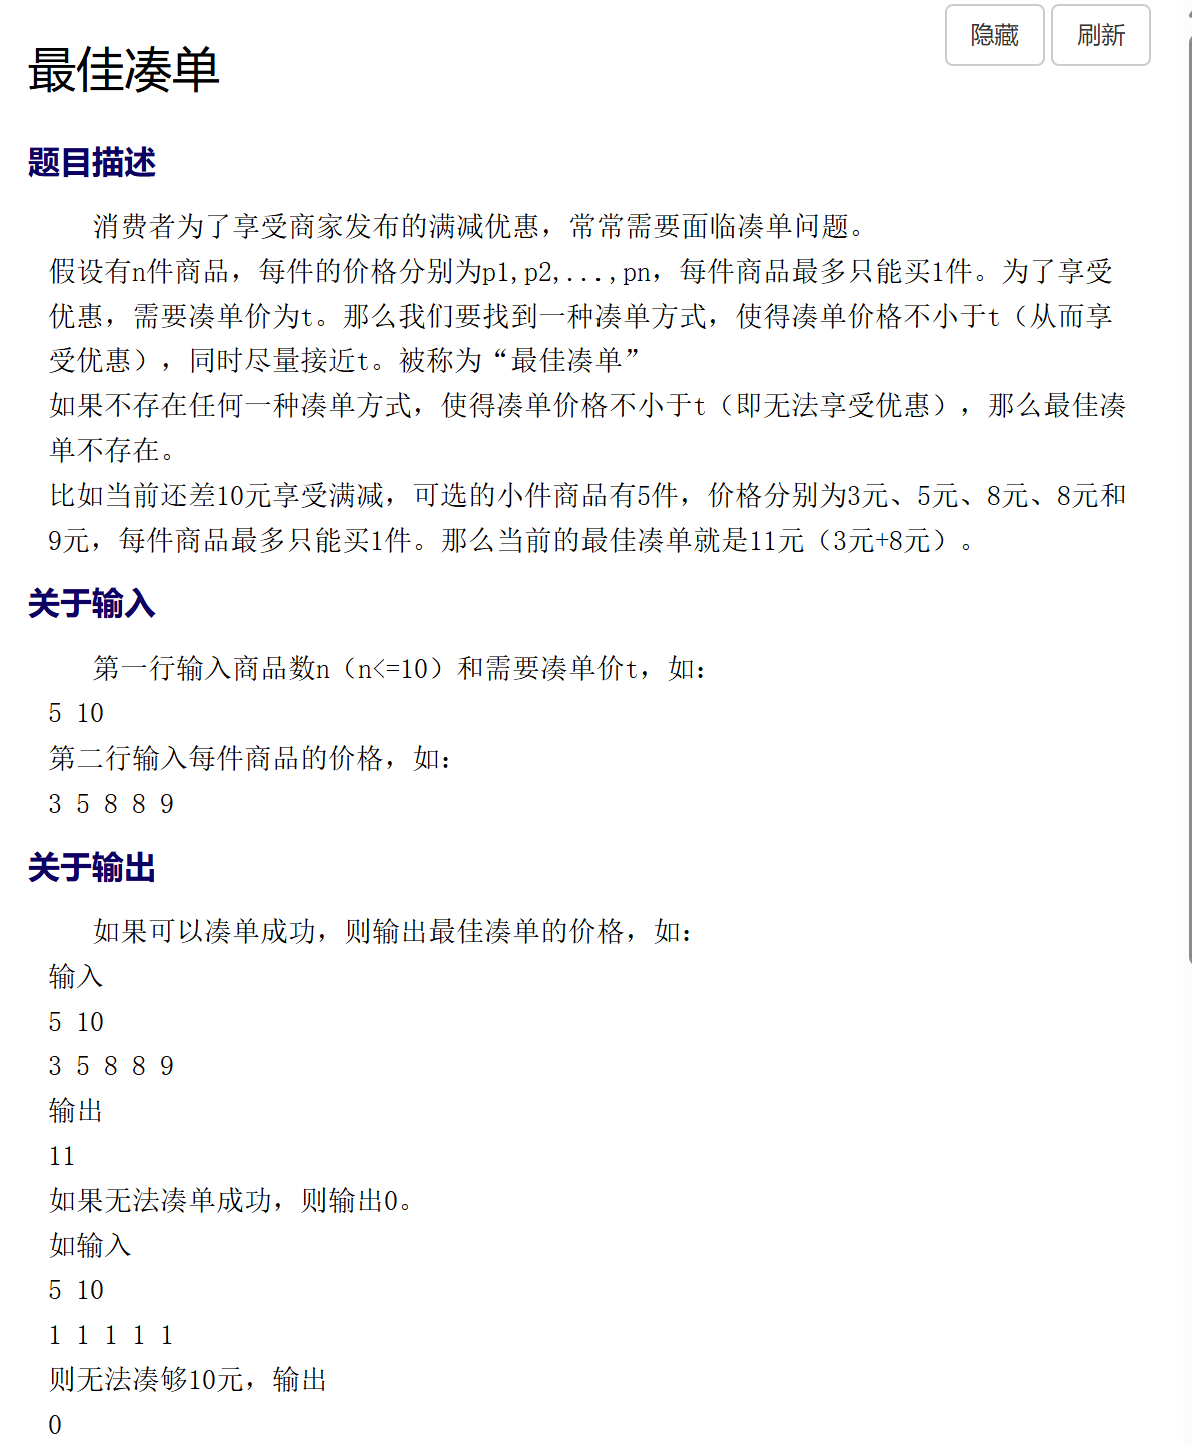 隐藏 刷新
最佳凑单
题目描述
消费者为了享受商家发布的满减优惠，常常需要面临凑单问题。
假设有n件商品，每件的价格分别为p1,p2,...,pn，每件商品最多只能买1件。为了享受
优惠，需要凑单价为t。那么我们要找到一种凑单方式，使得凑单价格不小于t（从而享
受优惠），同时尽量接近t。被称为“最佳凑单”
如果不存在任何一种凑单方式，使得凑单价格不小于t（即无法享受优惠），那么最佳凑
单不存在。
比如当前还差10元享受满减，可选的小件商品有5件，价格分别为3元、5元、8元、8元和
9元，每件商品最多只能买1件。那么当前的最佳凑单就是11元（3元+8元）。
关于输入
第一行输入商品数n（n<=10）和需要凑单价t，如：
5 10
第二行输入每件商品的价格，如：
3 5 8 8 9
关于输出
如果可以凑单成功，则输出最佳凑单的价格，如：
输入
5 10
3 5 8 8 9
输出
11
如果无法凑单成功，则输出0。
如输入
5 10
1 1 1 1 1
则无法凑够10元，输出
0